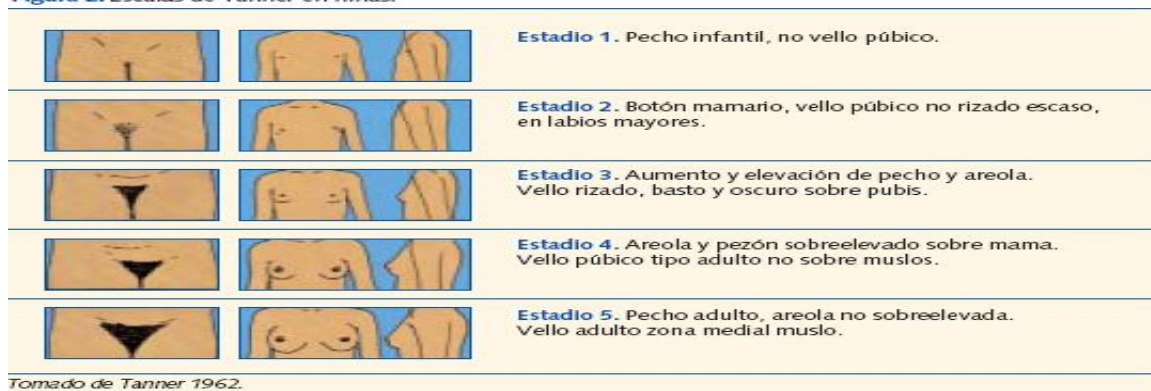 Figura 2. Escalas de Tanner en niñas.
Estadio 1. Pecho infantil, no vello púbico.
Estadio 2. Botón mamario, vello púbico no rizado escaso,
en labios mayores.
Estadio 3. Aumento y elevación de pecho y areola.
Vello rizado, basto y oscuro sobre pubis.
Estadio 4. Areola y pezón sobreelevado sobre mama.
Vello púbico tipo adulto no sobre muslos.
Estadio 5. Pecho adulto, areola no sobreelevada.
Vello adulto zona medial muslo.
Tomado de Tanner 1962.